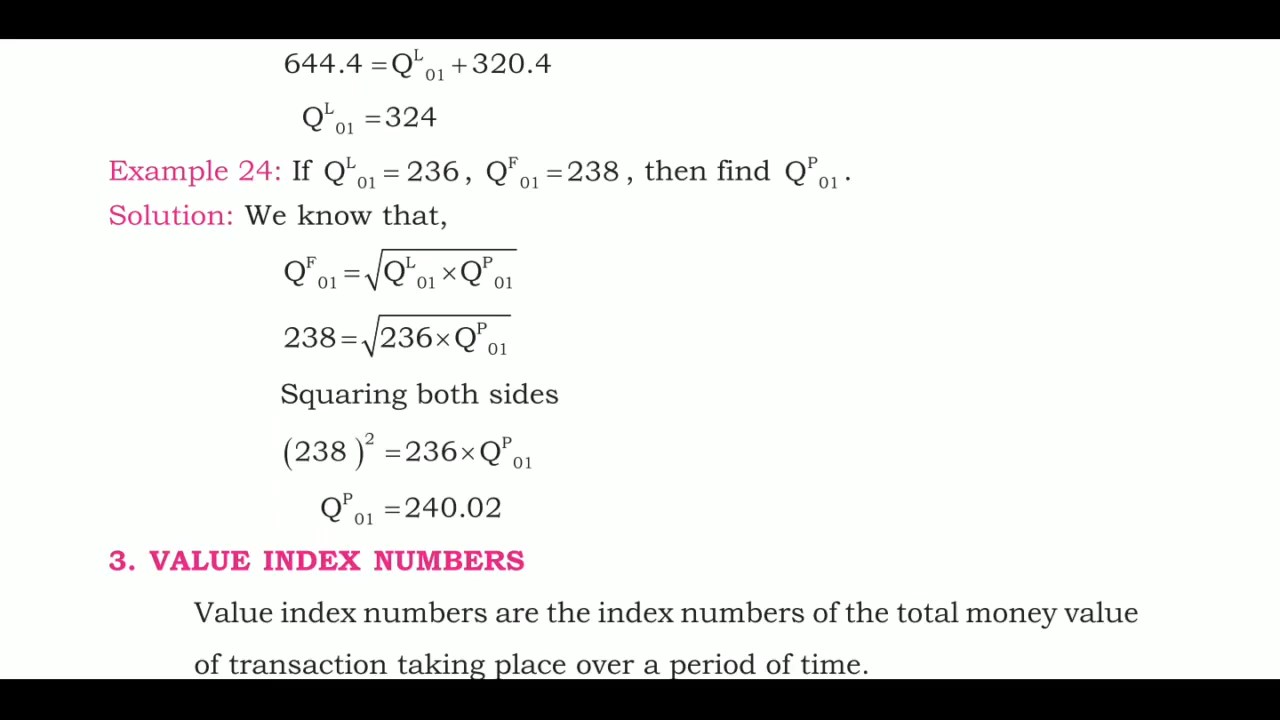 644.4 = Q^L_01 + 320.4
Q^L_01 = 324
Example 24: If Q^L_01 = 236, Q^F_01 = 238, then find Q^P_01.
Solution: We know that,
Q^F_01 = √(Q^L_01 × Q^P_01)
238 = √(236 × Q^P_01)
Squaring both sides
(238)^2 = 236 × Q^P_01
Q^P_01 = 240.02
3. VALUE INDEX NUMBERS
Value index numbers are the index numbers of the total money value
of transaction taking place over a period of time.